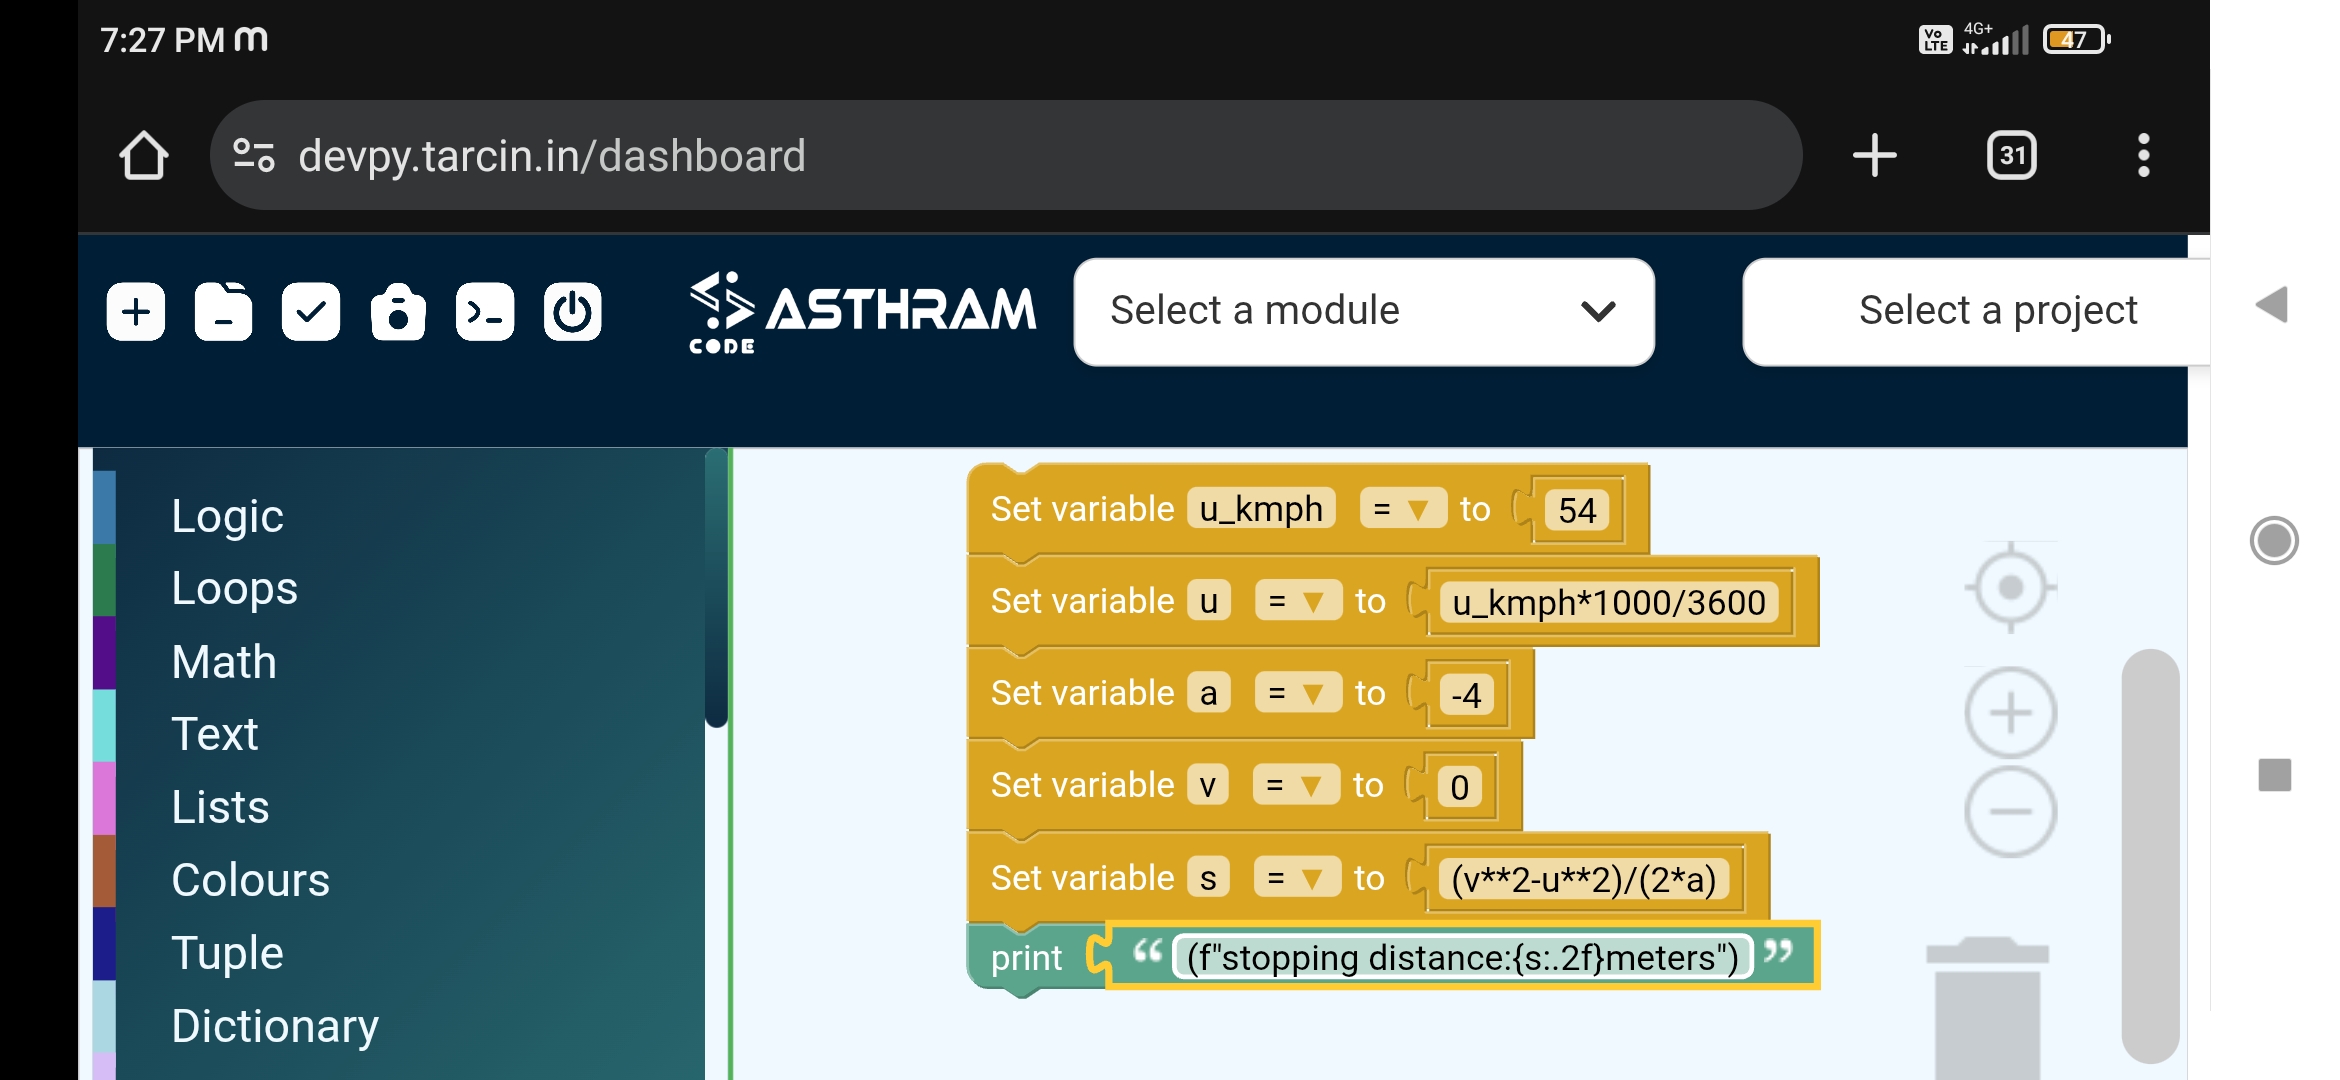 7:27 PM m
Vo LTE 4G+ 47
devpy.tarcin.in/dashboard
31
ASTHRAM
CODE
Select a module
Select a project
Logic
Loops
Math
Text
Lists
Colours
Tuple
Dictionary
Set variable u_kmph = ▼ to 54
Set variable u = ▼ to u_kmph*1000/3600
Set variable a = ▼ to -4
Set variable v = ▼ to 0
Set variable s = ▼ to (v**2-u**2)/(2*a)
print “ (f"stopping distance:{s:.2f}meters") ”